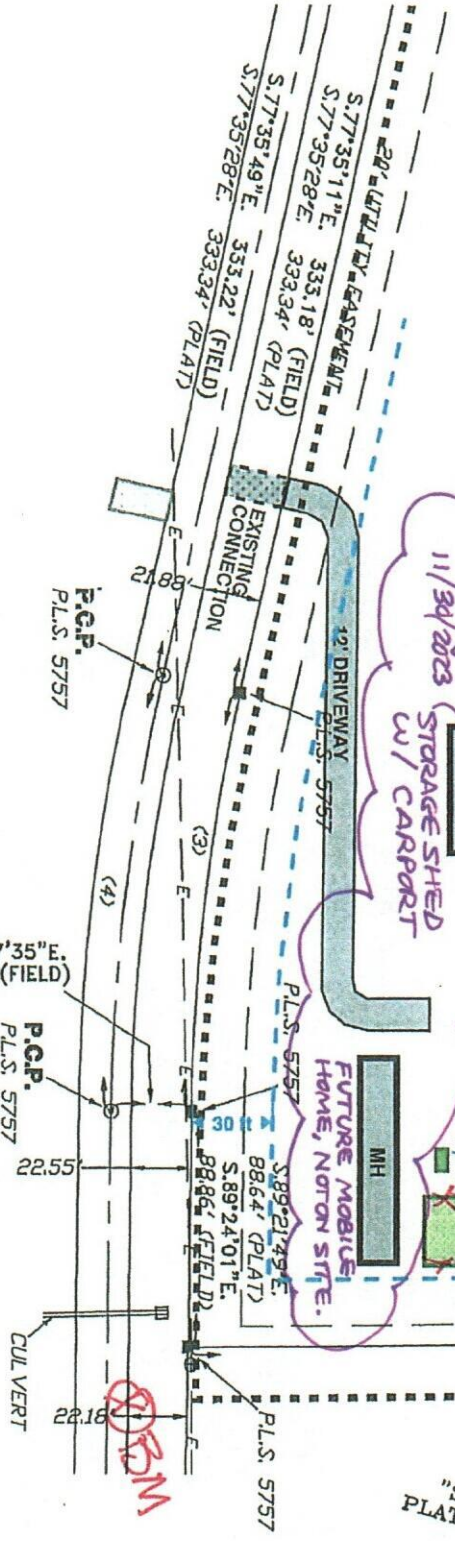 S.77°35'49"E. 333.22' (FIELD)
S.77°35'28"E. 333.34' (PLAT)
S.77°35'11"E. 333.18' (FIELD)
S.77°35'28"E. 333.34' (PLAT)
20' UTILITY EASEMENT
11/30/2023
STORAGE SHED
W/ CARPORT
EXISTING
CONNECTION
12' DRIVEWAY
P.L.S. 5757
21.88'
P.C.P.
P.L.S. 5757
E
E
E
E
E
E
(3)
(4)
7'35"E.
(FIELD)
P.C.P.
P.L.S. 5757
P.L.S. 5757
30 ft
S.89°21'49"E.
88.64' (PLAT)
S.89°24'01"E.
88.86' (FIELD)
FUTURE MOBILE
HOME, NOT ON SITE.
MH
22.55'
CULVERT
22.18'
BM
P.L.S. 5757
PLAT